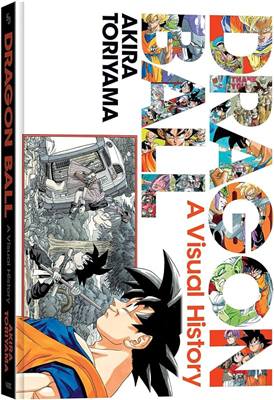 DRAGON BALL
A Visual History
AKIRA
TORIYAMA
DRAGON
BALL
A Visual History
AKIRA
TORIYAMA